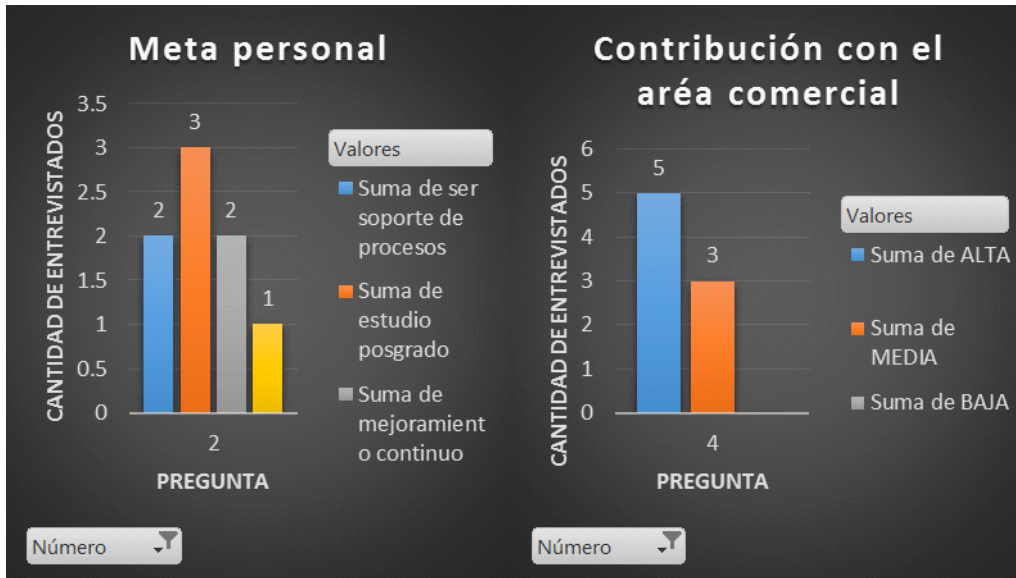 Meta personal
CANTIDAD DE ENTREVISTADOS
3.5
3
2.5
2
1.5
1
0.5
0
2
3
2
1
2
PREGUNTA
Valores
Suma de ser
soporte de
procesos
Suma de
estudio
posgrado
Suma de
mejoramient
o continuo
Número
Contribución con el
aréa comercial
CANTIDAD DE ENTREVISTADOS
6
5
4
3
2
1
0
5
3
4
PREGUNTA
Valores
Suma de ALTA
Suma de
MEDIA
Suma de BAJA
Número